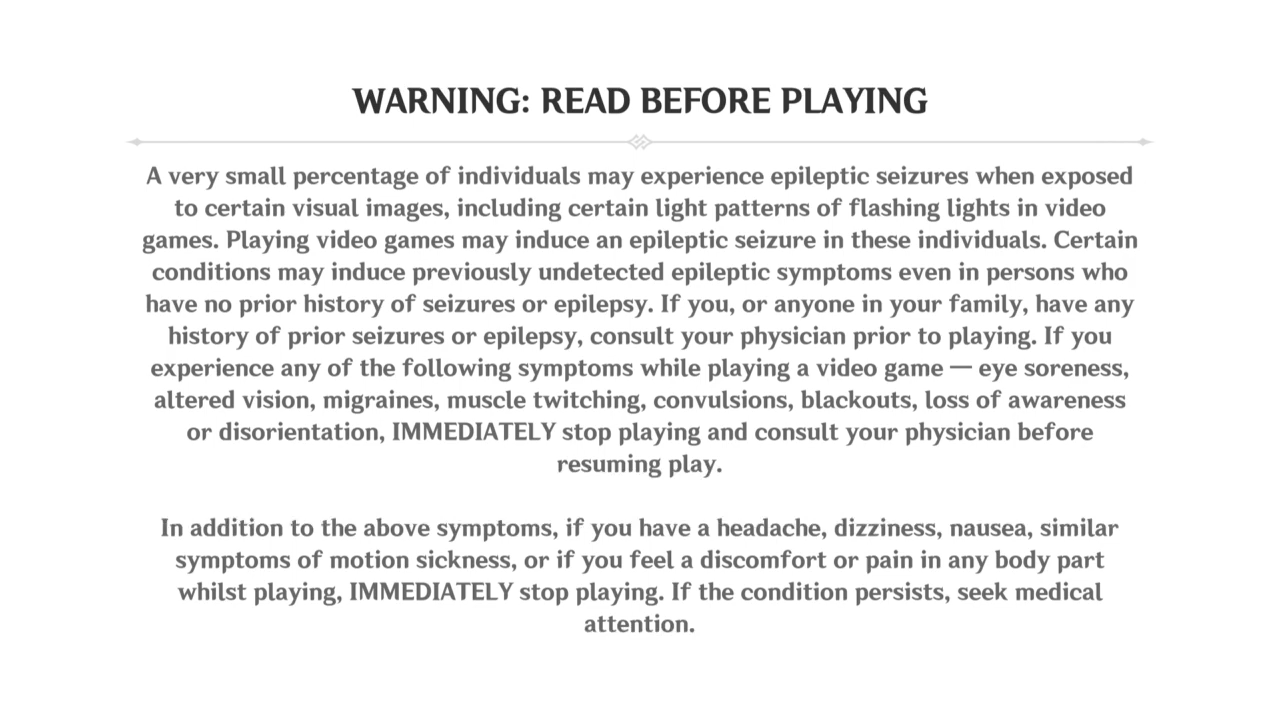 WARNING: READ BEFORE PLAYING
A very small percentage of individuals may experience epileptic seizures when exposed
to certain visual images, including certain light patterns of flashing lights in video
games. Playing video games may induce an epileptic seizure in these individuals. Certain
conditions may induce previously undetected epileptic symptoms even in persons who
have no prior history of seizures or epilepsy. If you, or anyone in your family, have any
history of prior seizures or epilepsy, consult your physician prior to playing. If you
experience any of the following symptoms while playing a video game — eye soreness,
altered vision, migraines, muscle twitching, convulsions, blackouts, loss of awareness
or disorientation, IMMEDIATELY stop playing and consult your physician before
resuming play.
In addition to the above symptoms, if you have a headache, dizziness, nausea, similar
symptoms of motion sickness, or if you feel a discomfort or pain in any body part
whilst playing, IMMEDIATELY stop playing. If the condition persists, seek medical
attention.